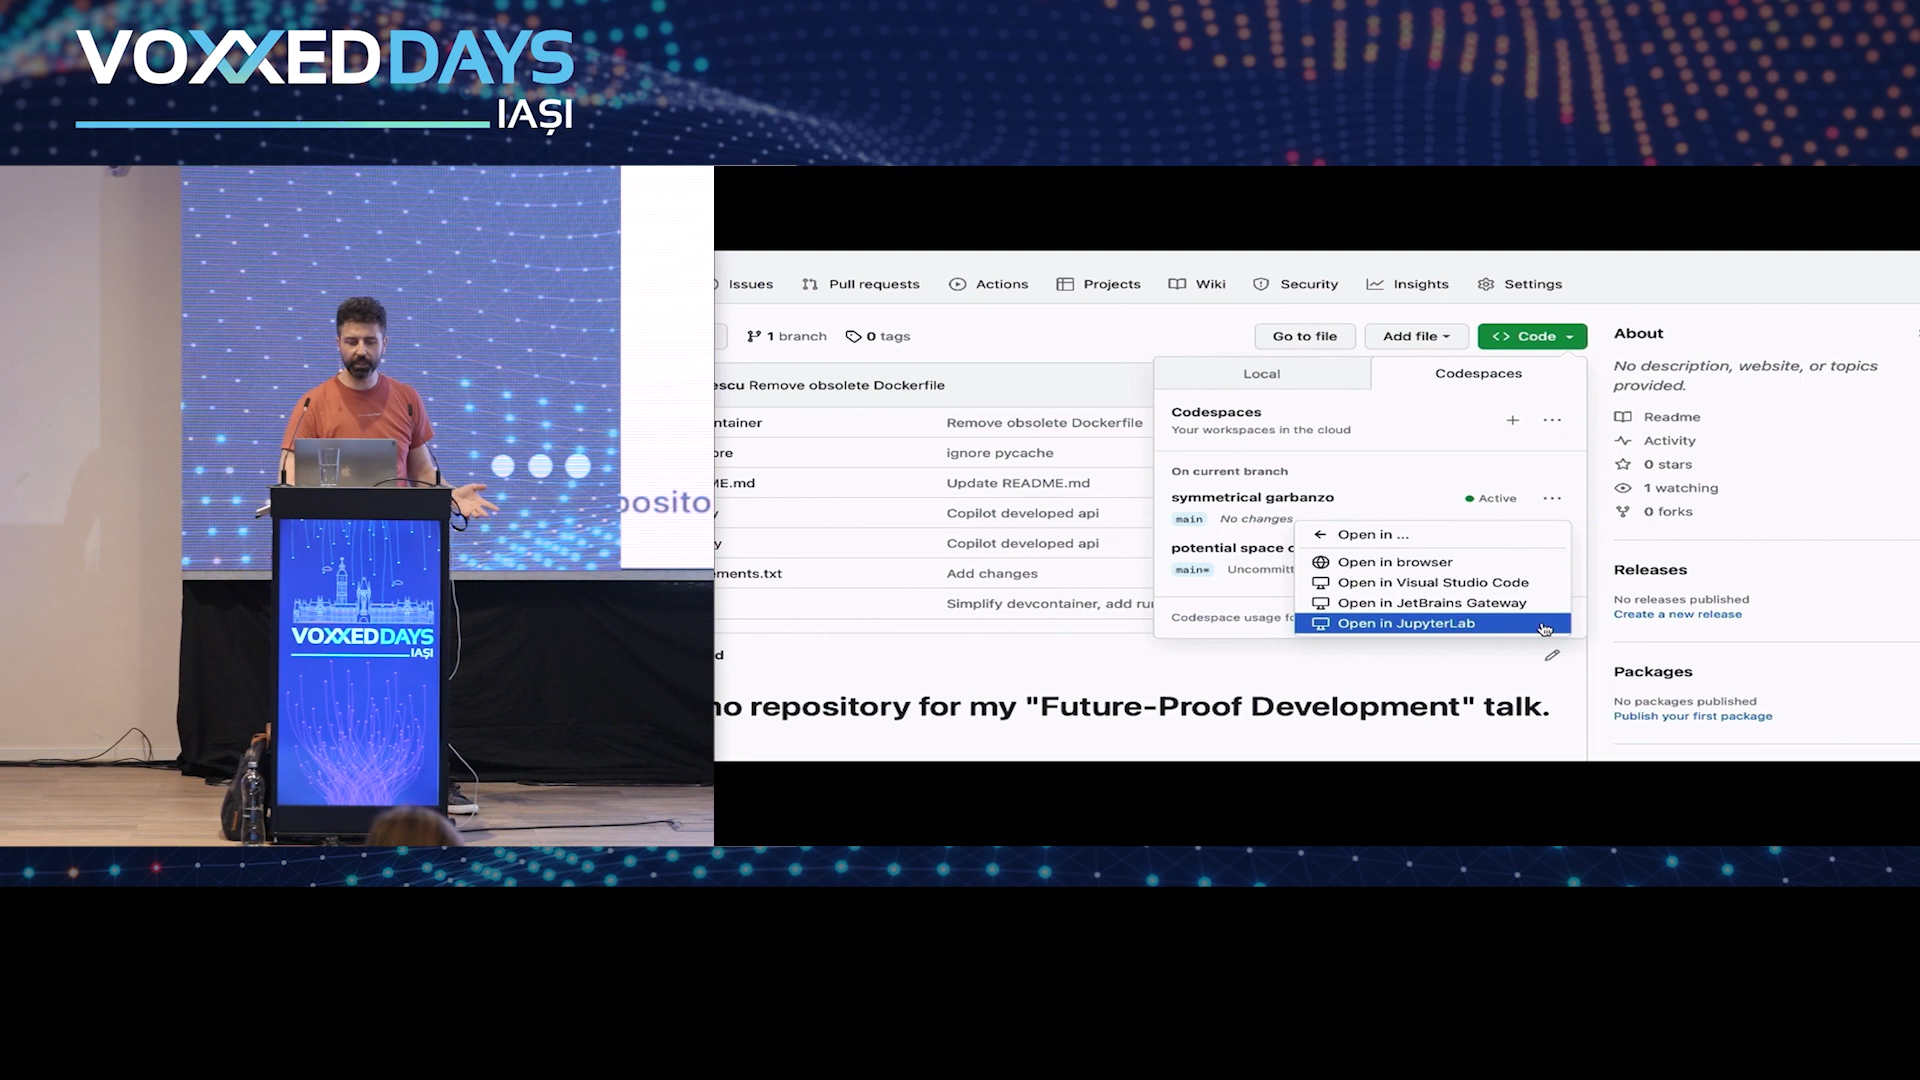 VOXXEDDAYS
IAȘI
posito
VOXXEDDAYS
IAȘI
Issues
Pull requests
Actions
Projects
Wiki
Security
Insights
Settings
1 branch
0 tags
Go to file
Add file
<> Code
escu Remove obsolete Dockerfile
ntainer
Remove obsolete Dockerfile
ore
ignore pycache
ME.md
Update README.md
y
Copilot developed api
y
Copilot developed api
ements.txt
Add changes
Simplify devcontainer, add ru
Local
Codespaces
Codespaces
Your workspaces in the cloud
On current branch
symmetrical garbanzo
Active
main
No changes
potential space c
main*
Uncommitt
Codespace usage fo
Open in ...
Open in browser
Open in Visual Studio Code
Open in JetBrains Gateway
Open in JupyterLab
d
no repository for my "Future-Proof Development" talk.
About
No description, website, or topics
provided.
Readme
Activity
0 stars
1 watching
0 forks
Releases
No releases published
Create a new release
Packages
No packages published
Publish your first package